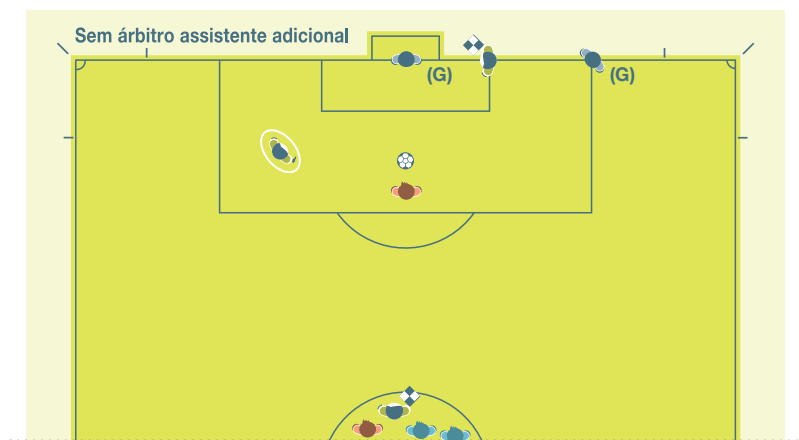 Sem árbitro assistente adicional
(G)
(G)